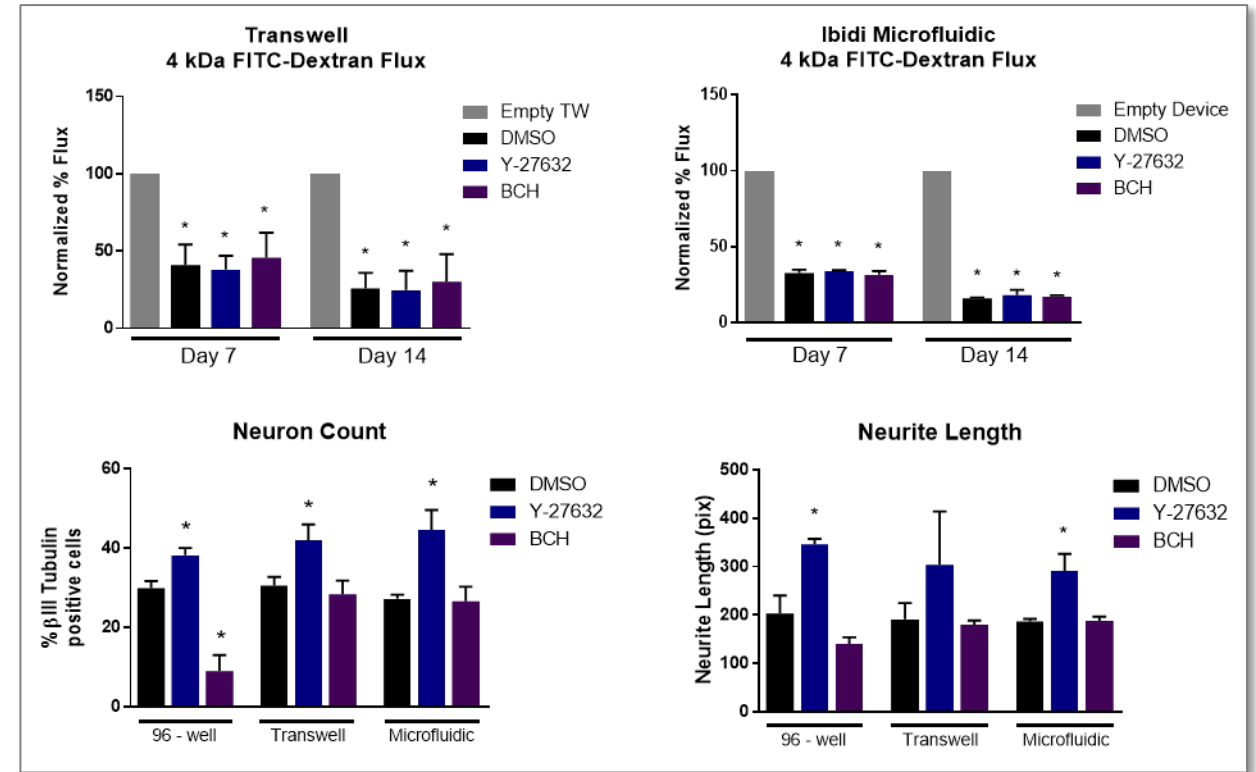 Transwell
4 kDa FITC-Dextran Flux
Normalized % Flux
150
100
50
0
* * *
* * *
Day 7
Day 14
Empty TW
DMSO
Y-27632
BCH
Ibidi Microfluidic
4 kDa FITC-Dextran Flux
Normalized % Flux
150
100
50
0
* * *
* * *
Day 7
Day 14
Empty Device
DMSO
Y-27632
BCH
Neuron Count
%βIII Tubulin
positive cells
60
40
20
0
* *
*
*
96 - well
Transwell
Microfluidic
DMSO
Y-27632
BCH
Neurite Length
Neurite Length (pix)
500
400
300
200
100
0
*
*
96 - well
Transwell
Microfluidic
DMSO
Y-27632
BCH